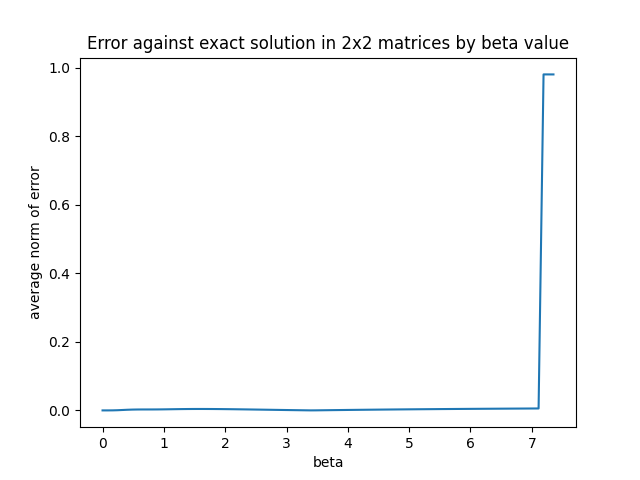 Error against exact solution in 2x2 matrices by beta value
1.0
0.8
0.6
0.4
0.2
0.0
average norm of error
0 1 2 3 4 5 6 7
beta